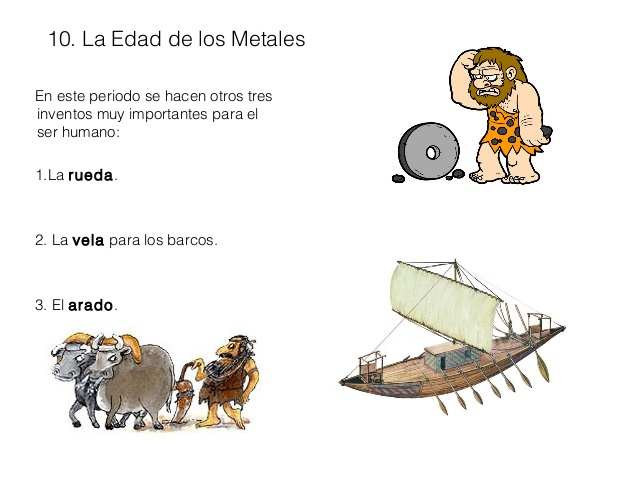 10. La Edad de los Metales
En este periodo se hacen otros tres
inventos muy importantes para el
ser humano:
1.La rueda.
2. La vela para los barcos.
3. El arado.